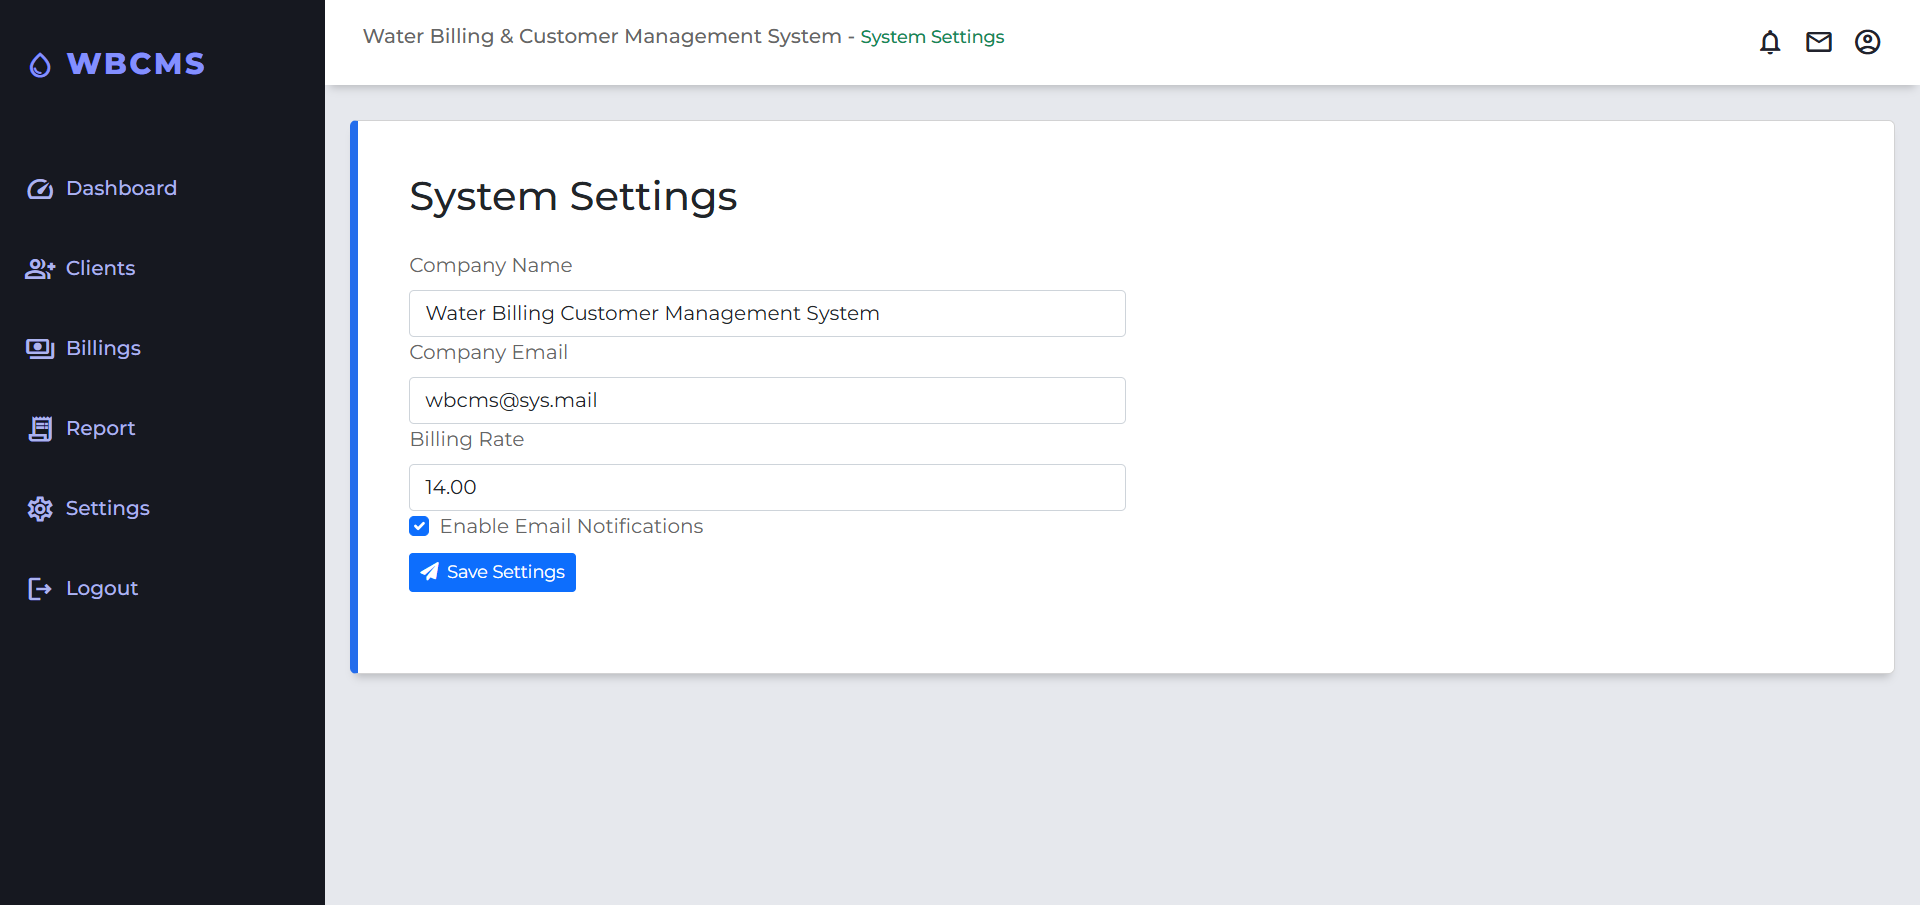 WBCMS
Dashboard
Clients
Billings
Report
Settings
Logout
Water Billing & Customer Management System - System Settings
System Settings
Company Name
Water Billing Customer Management System
Company Email
wbcms@sys.mail
Billing Rate
14.00
Enable Email Notifications
Save Settings